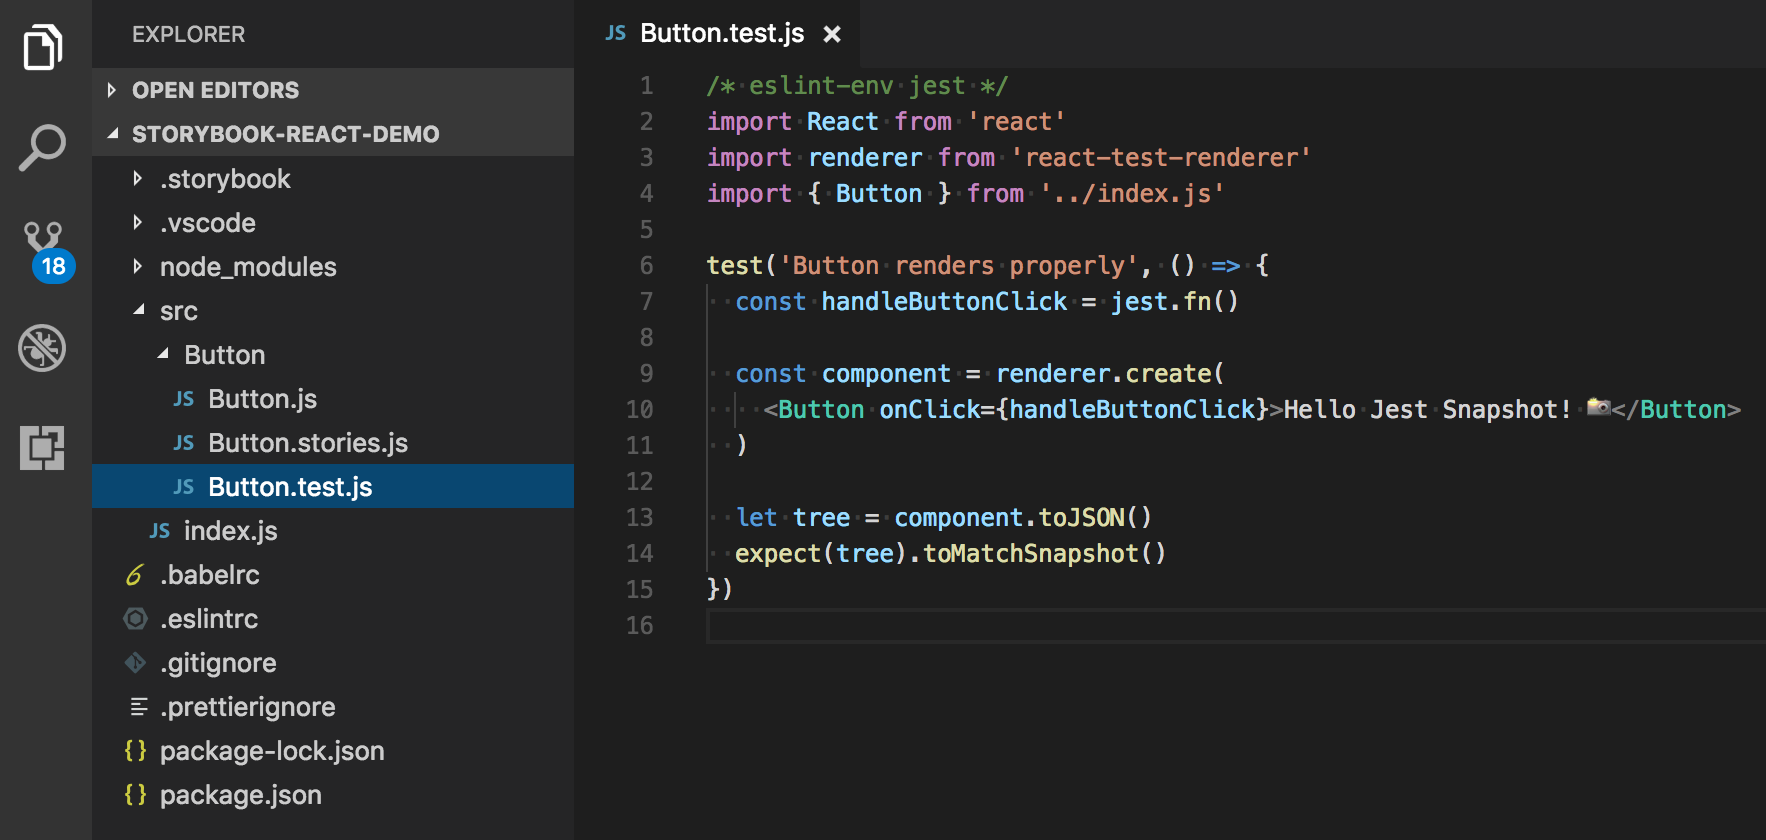 EXPLORER
OPEN EDITORS
STORYBOOK-REACT-DEMO
.storybook
.vscode
node_modules
src
Button
JS Button.js
JS Button.stories.js
JS Button.test.js
JS index.js
6 .babelrc
.eslintrc
.gitignore
.prettierignore
{} package-lock.json
{} package.json
18
JS Button.test.js ×
1 /* eslint-env jest */
2 import React from 'react'
3 import renderer from 'react-test-renderer'
4 import { Button } from '../index.js'
5
6 test('Button renders properly', () => {
7   const handleButtonClick = jest.fn()
8
9   const component = renderer.create(
10     <Button onClick={handleButtonClick}>Hello Jest Snapshot! 📸</Button>
11   )
12
13   let tree = component.toJSON()
14   expect(tree).toMatchSnapshot()
15 })
16